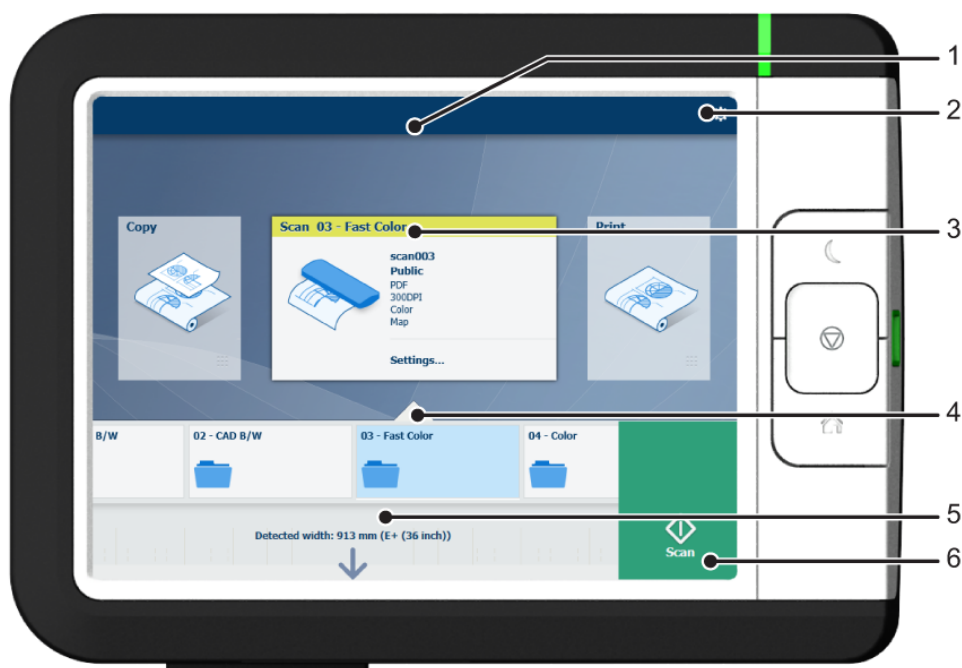 1
2
Copy
Scan 03 - Fast Color
Print
3
scan003
Public
PDF
300DPI
Color
Map
Settings...
4
B/W
02 - CAD B/W
03 - Fast Color
04 - Color
5
Detected width: 913 mm (E+ (36 inch))
Scan
6